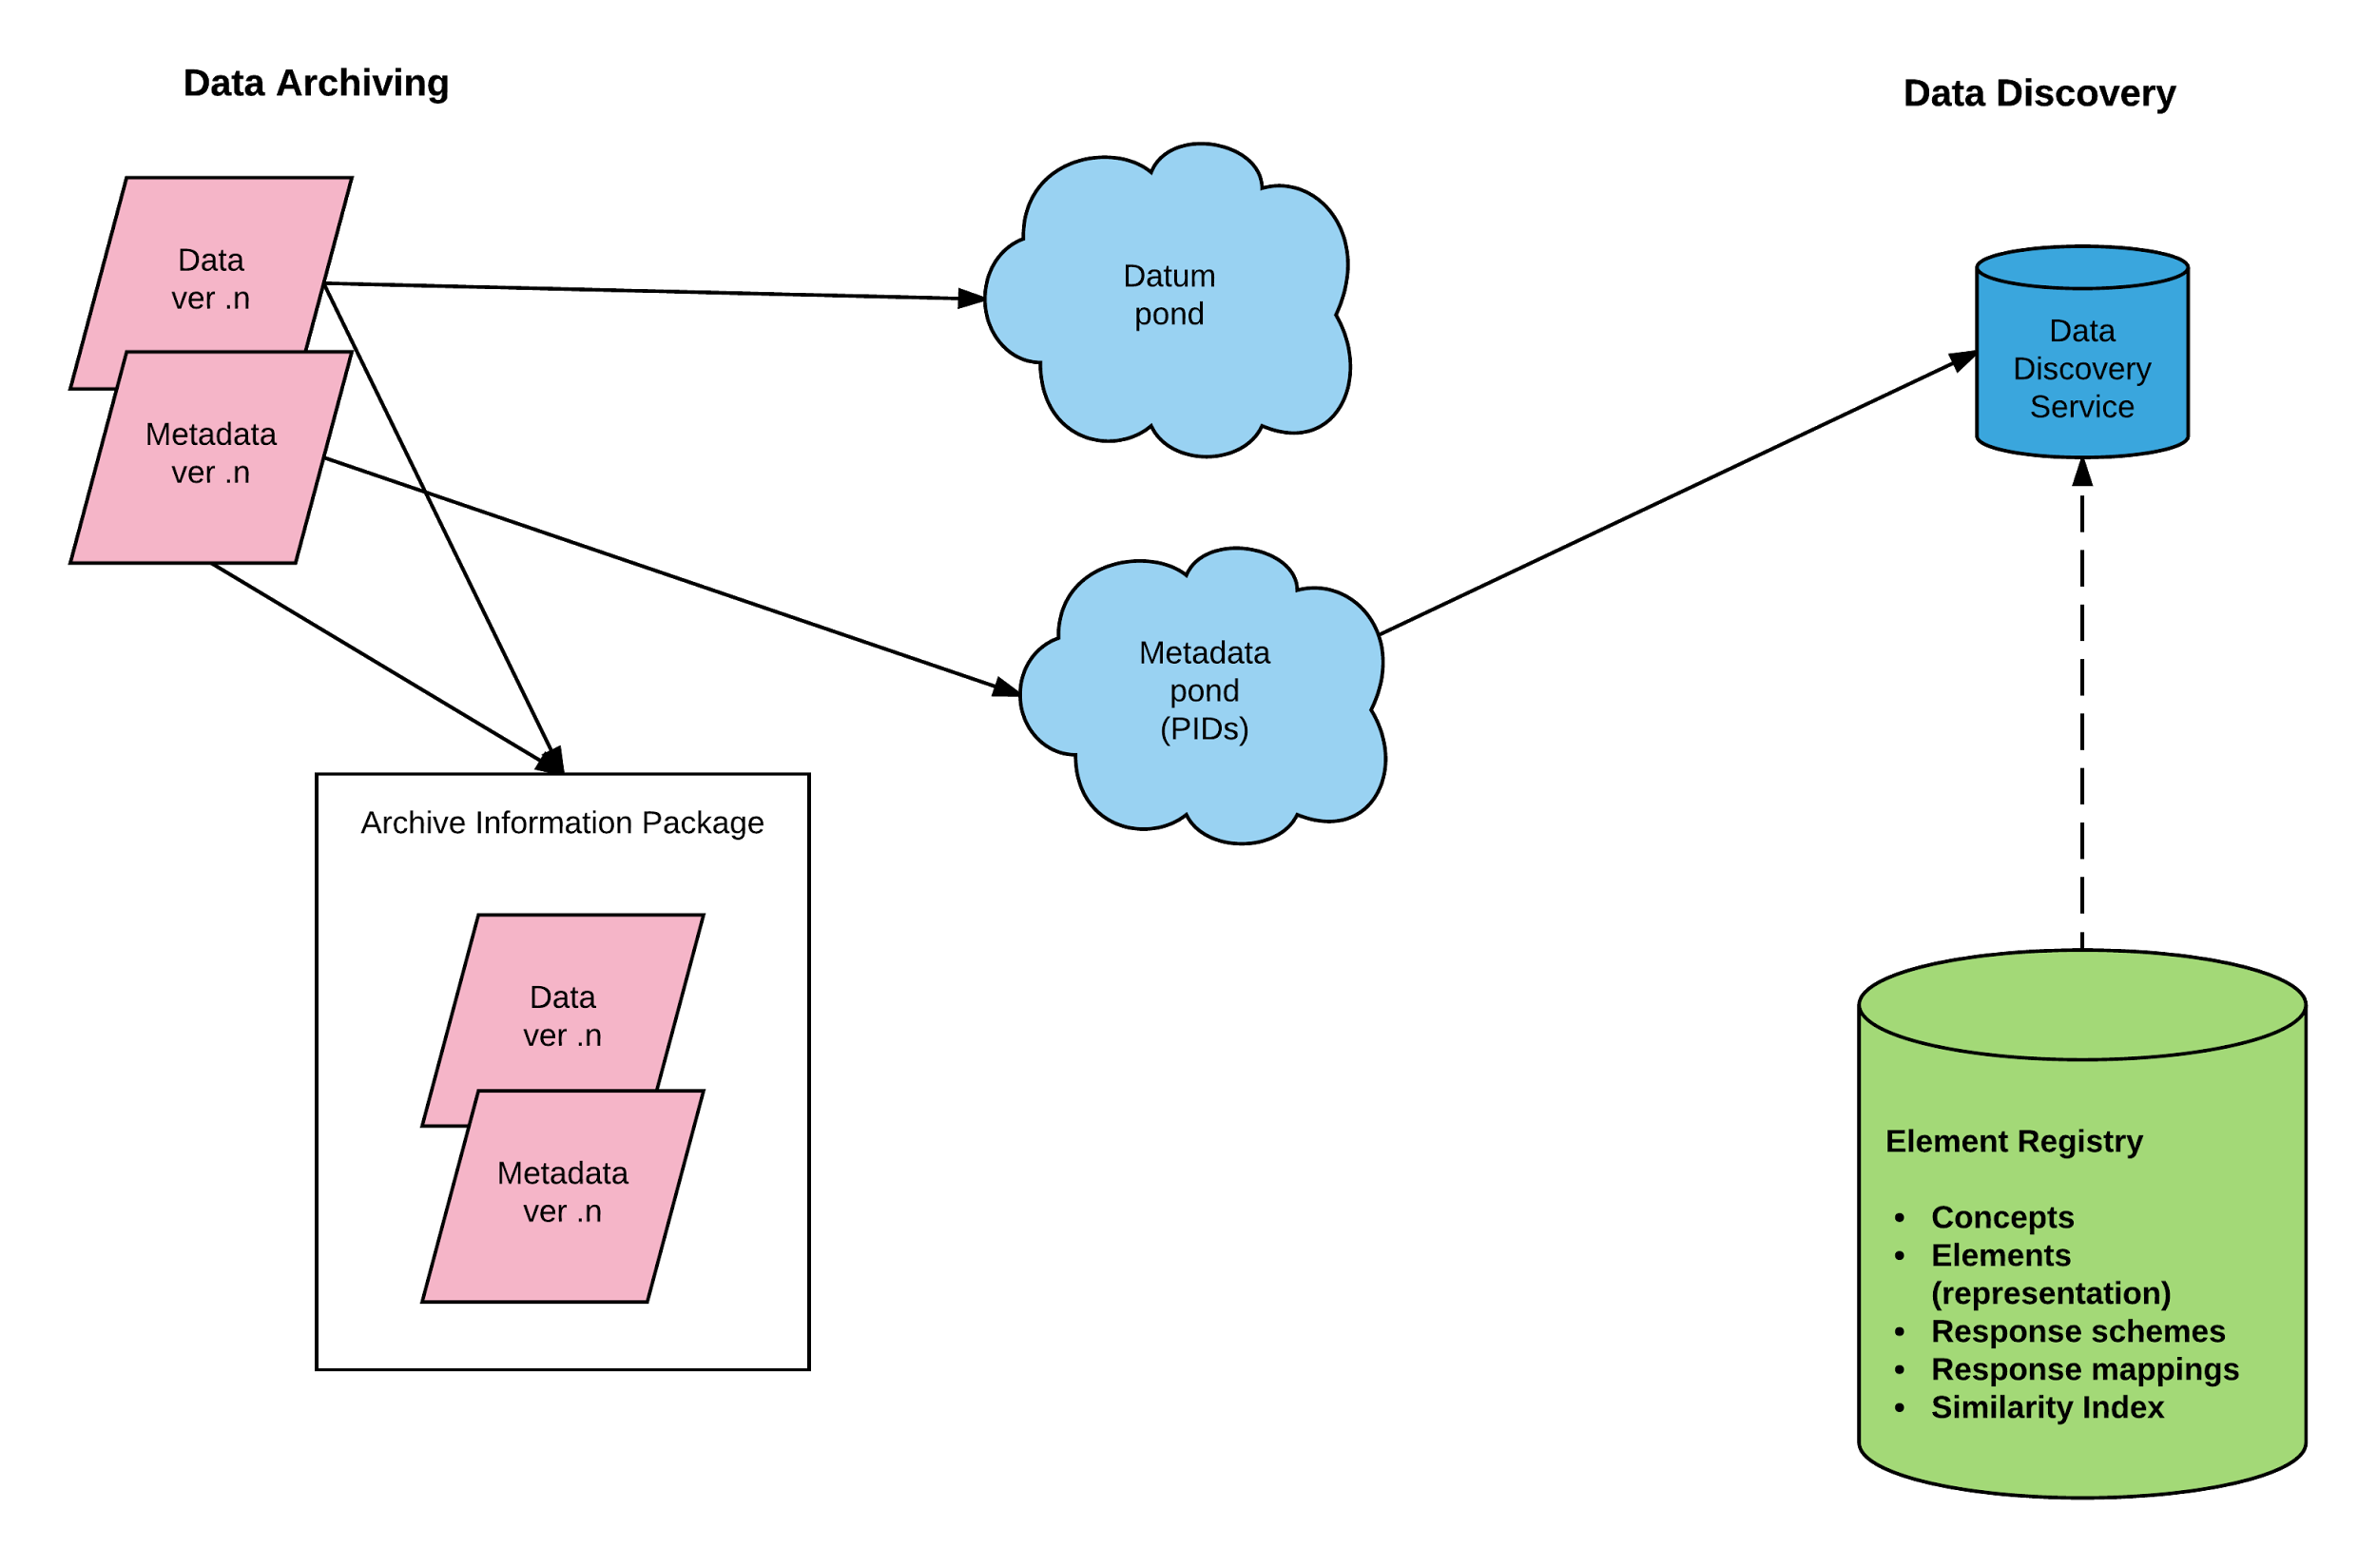 Data Archiving
Data Discovery
Data
ver .n
Metadata
ver .n
Datum
pond
Data
Discovery
Service
Metadata
pond
(PIDs)
Archive Information Package
Data
ver .n
Metadata
ver .n
Element Registry
• Concepts
• Elements
(representation)
• Response schemes
• Response mappings
• Similarity Index